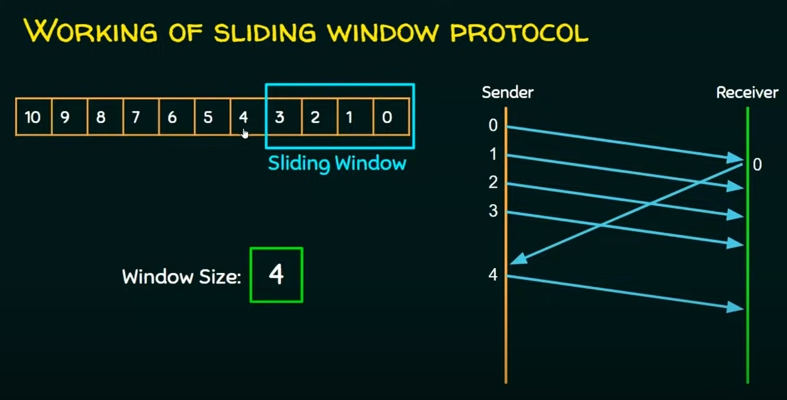 WORKING OF SLIDING WINDOW PROTOCOL
10 9 8 7 6 5 4 3 2 1 0
Sliding Window
Window Size: 4
Sender Receiver
0
1 0
2
3
4